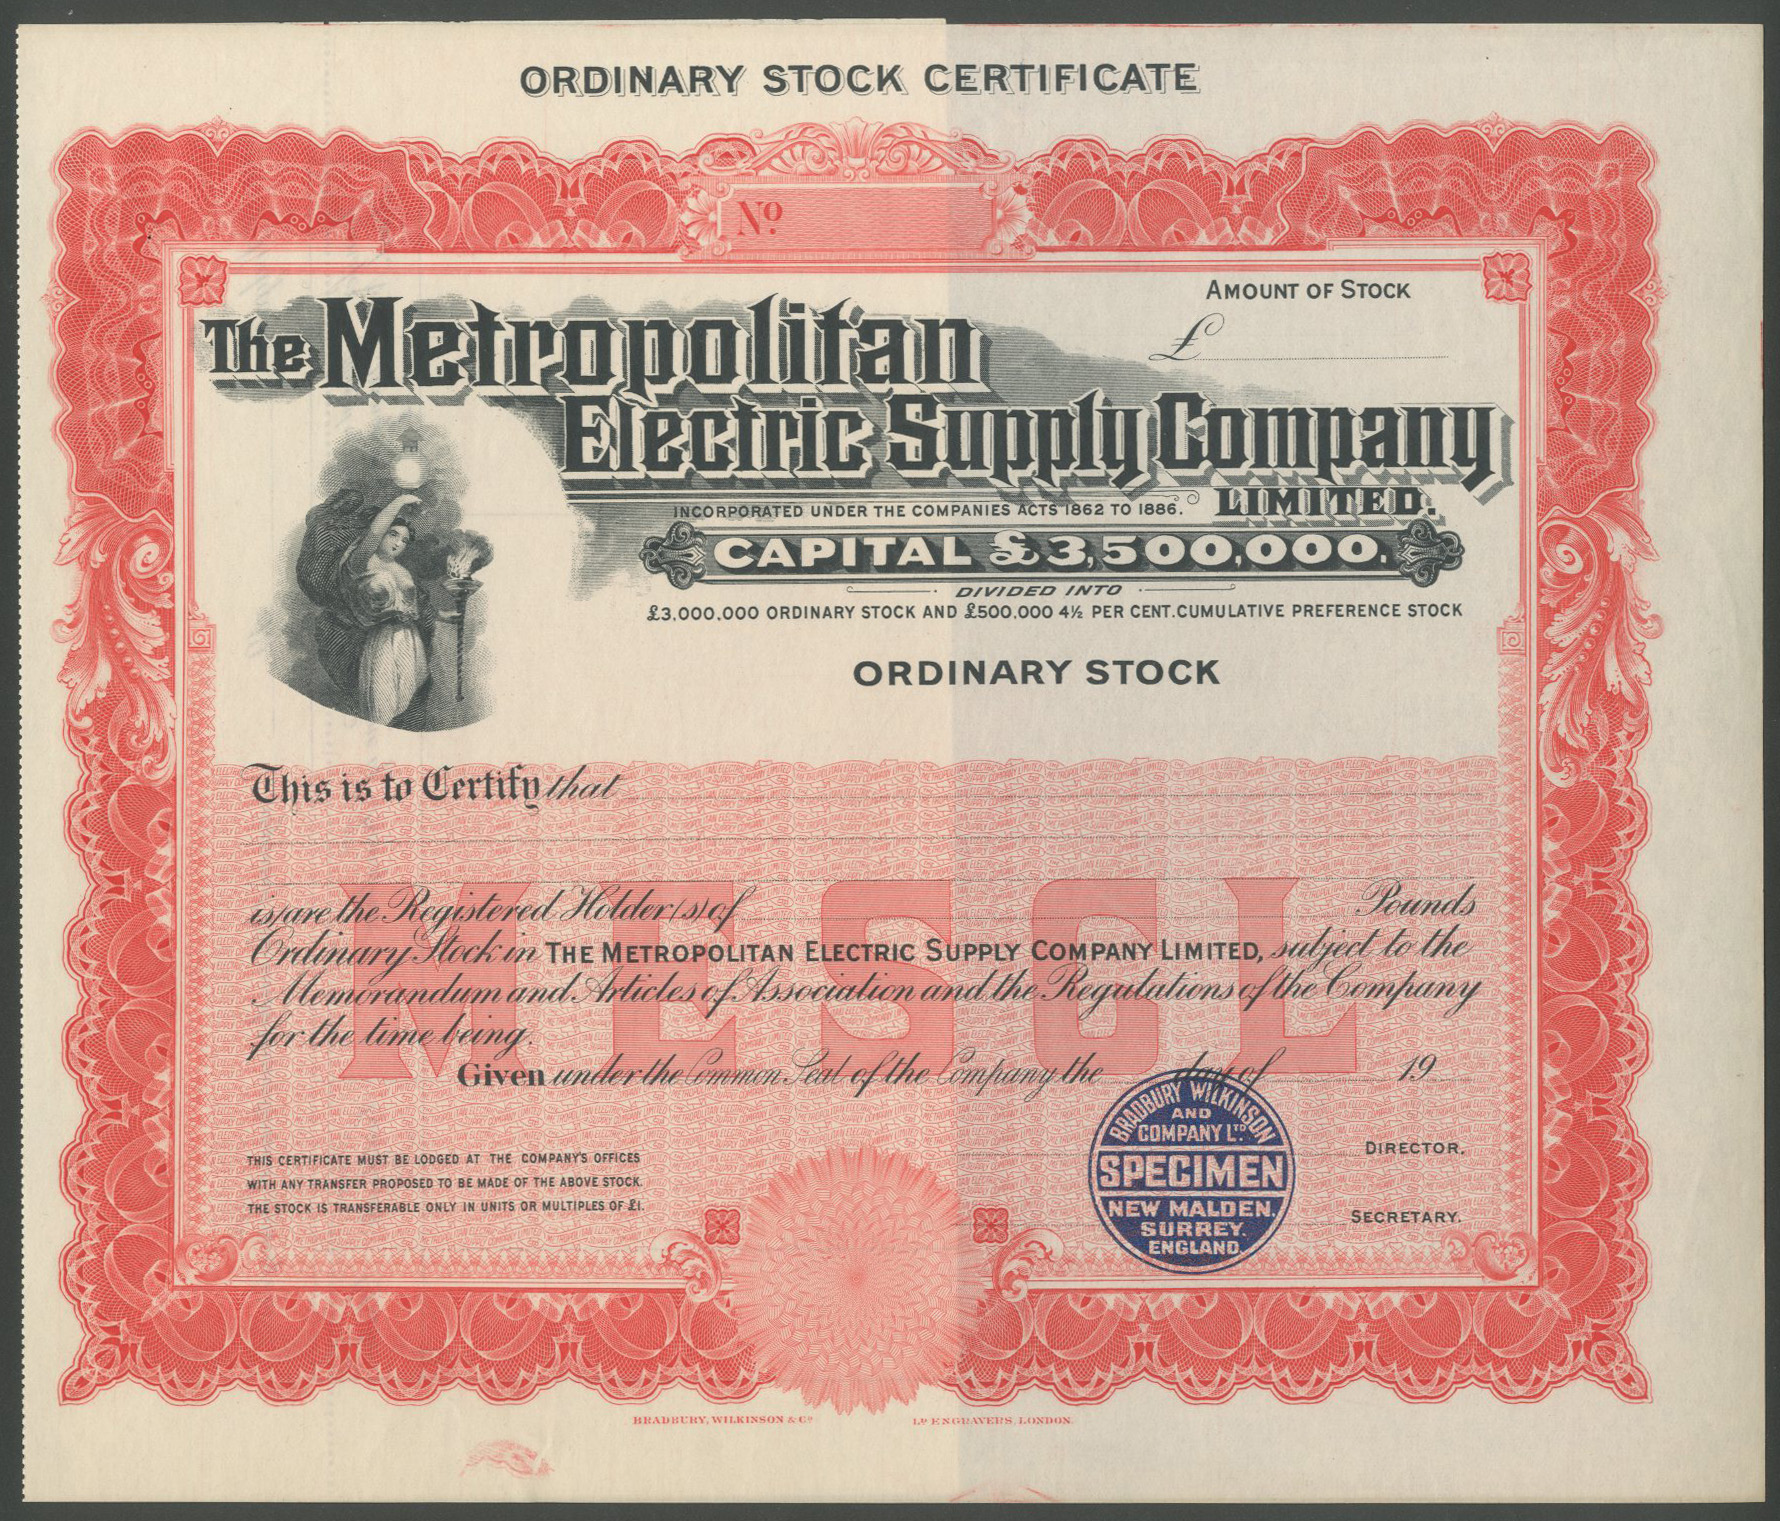 ORDINARY STOCK CERTIFICATE
No.
AMOUNT OF STOCK
£
The Metropolitan
Electric Supply Company
LIMITED.
INCORPORATED UNDER THE COMPANIES ACTS 1862 TO 1886.
CAPITAL £3,500,000.
DIVIDED INTO
£3,000,000 ORDINARY STOCK AND £500,000 4½ PER CENT. CUMULATIVE PREFERENCE STOCK
ORDINARY STOCK
This is to Certify that
is/are the Registered Holder(s) of Pounds
Ordinary Stock in THE METROPOLITAN ELECTRIC SUPPLY COMPANY LIMITED, subject to the
Memorandum and Articles of Association and the Regulations of the Company
for the time being.
M E S C L
Given under the Common Seal of the Company the day of 19
THIS CERTIFICATE MUST BE LODGED AT THE COMPANY'S OFFICES
WITH ANY TRANSFER PROPOSED TO BE MADE OF THE ABOVE STOCK.
THE STOCK IS TRANSFERABLE ONLY IN UNITS OR MULTIPLES OF £1.
BRADBURY WILKINSON
AND
COMPANY LTD.
SPECIMEN
NEW MALDEN.
SURREY.
ENGLAND.
DIRECTOR.
SECRETARY.
BRADBURY, WILKINSON & Co. Ld. ENGRAVERS, LONDON.